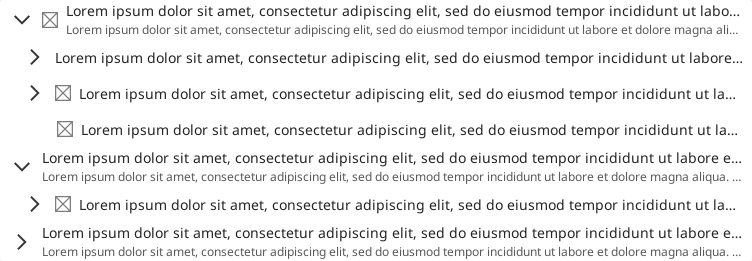 Lorem ipsum dolor sit amet, consectetur adipiscing elit, sed do eiusmod tempor incididunt ut labo...
Lorem ipsum dolor sit amet, consectetur adipiscing elit, sed do eiusmod tempor incididunt ut labore et dolore magna ali...
Lorem ipsum dolor sit amet, consectetur adipiscing elit, sed do eiusmod tempor incididunt ut labore...
Lorem ipsum dolor sit amet, consectetur adipiscing elit, sed do eiusmod tempor incididunt ut la...
Lorem ipsum dolor sit amet, consectetur adipiscing elit, sed do eiusmod tempor incididunt ut la...
Lorem ipsum dolor sit amet, consectetur adipiscing elit, sed do eiusmod tempor incididunt ut labore e...
Lorem ipsum dolor sit amet, consectetur adipiscing elit, sed do eiusmod tempor incididunt ut labore et dolore magna aliqua. ...
Lorem ipsum dolor sit amet, consectetur adipiscing elit, sed do eiusmod tempor incididunt ut la...
Lorem ipsum dolor sit amet, consectetur adipiscing elit, sed do eiusmod tempor incididunt ut labore e...
Lorem ipsum dolor sit amet, consectetur adipiscing elit, sed do eiusmod tempor incididunt ut labore et dolore magna aliqua. ...